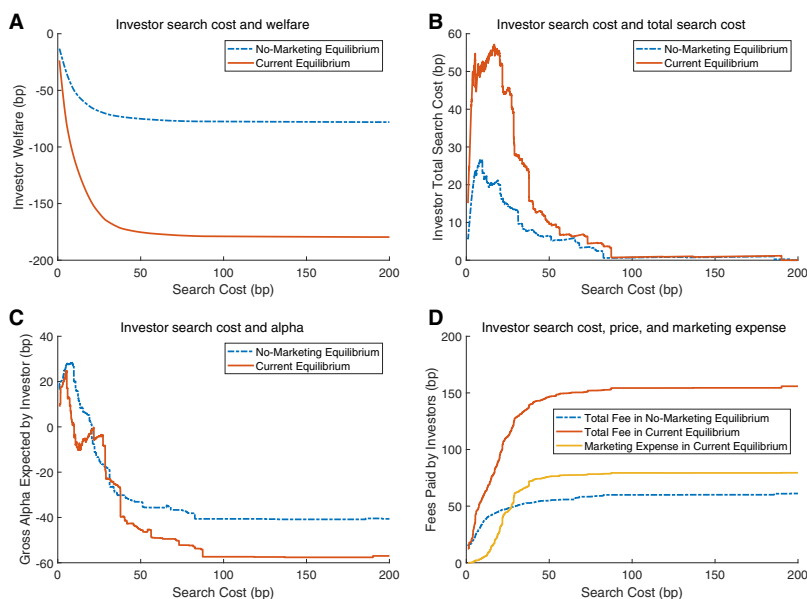 A
Investor search cost and welfare
0
-50
-100
-150
-200
Investor Welfare (bp)
No-Marketing Equilibrium
Current Equilibrium
0 50 100 150 200
Search Cost (bp)
B
Investor search cost and total search cost
60
50
40
30
20
10
0
Investor Total Search Cost (bp)
No-Marketing Equilibrium
Current Equilibrium
0 50 100 150 200
Search Cost (bp)
C
Investor search cost and alpha
40
20
0
-20
-40
-60
Gross Alpha Expected by Investor (bp)
No-Marketing Equilibrium
Current Equilibrium
0 50 100 150 200
Search Cost (bp)
D
Investor search cost, price, and marketing expense
200
150
100
50
0
Fees Paid by Investors (bp)
Total Fee in No-Marketing Equilibrium
Total Fee in Current Equilibrium
Marketing Expense in Current Equilibrium
0 50 100 150 200
Search Cost (bp)